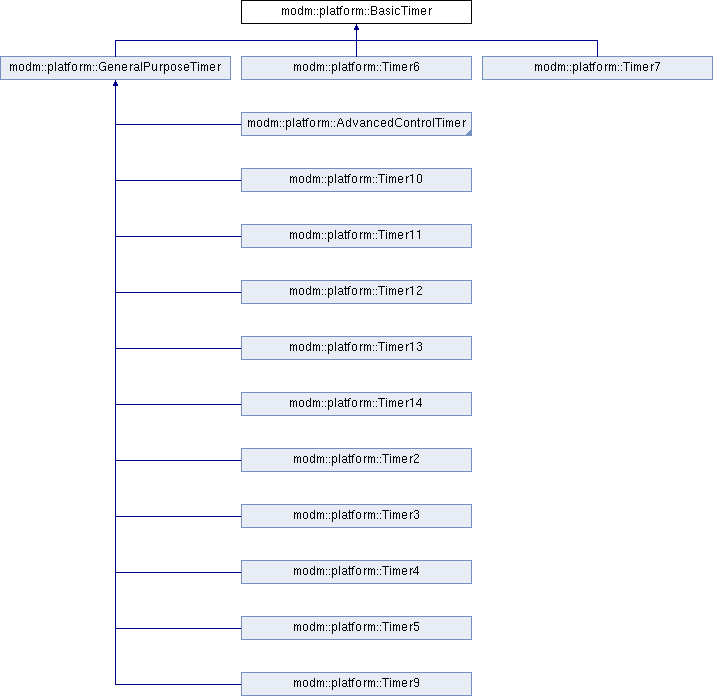 modm::platform::BasicTimer
modm::platform::GeneralPurposeTimer
modm::platform::Timer6
modm::platform::Timer7
modm::platform::AdvancedControlTimer
modm::platform::Timer10
modm::platform::Timer11
modm::platform::Timer12
modm::platform::Timer13
modm::platform::Timer14
modm::platform::Timer2
modm::platform::Timer3
modm::platform::Timer4
modm::platform::Timer5
modm::platform::Timer9